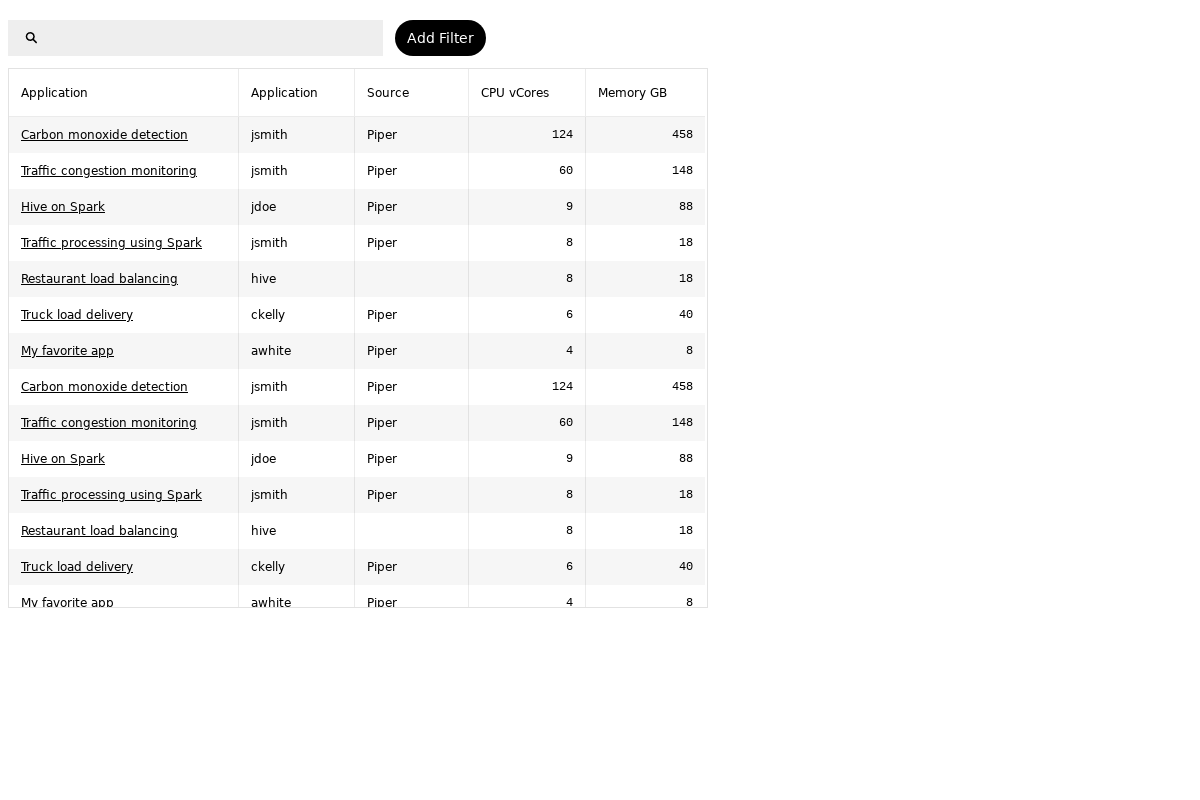 Add Filter
Application Application Source CPU vCores Memory GB
Carbon monoxide detection jsmith Piper 124 458
Traffic congestion monitoring jsmith Piper 60 148
Hive on Spark jdoe Piper 9 88
Traffic processing using Spark jsmith Piper 8 18
Restaurant load balancing hive 8 18
Truck load delivery ckelly Piper 6 40
My favorite app awhite Piper 4 8
Carbon monoxide detection jsmith Piper 124 458
Traffic congestion monitoring jsmith Piper 60 148
Hive on Spark jdoe Piper 9 88
Traffic processing using Spark jsmith Piper 8 18
Restaurant load balancing hive 8 18
Truck load delivery ckelly Piper 6 40
My favorite app awhite Piper 4 8